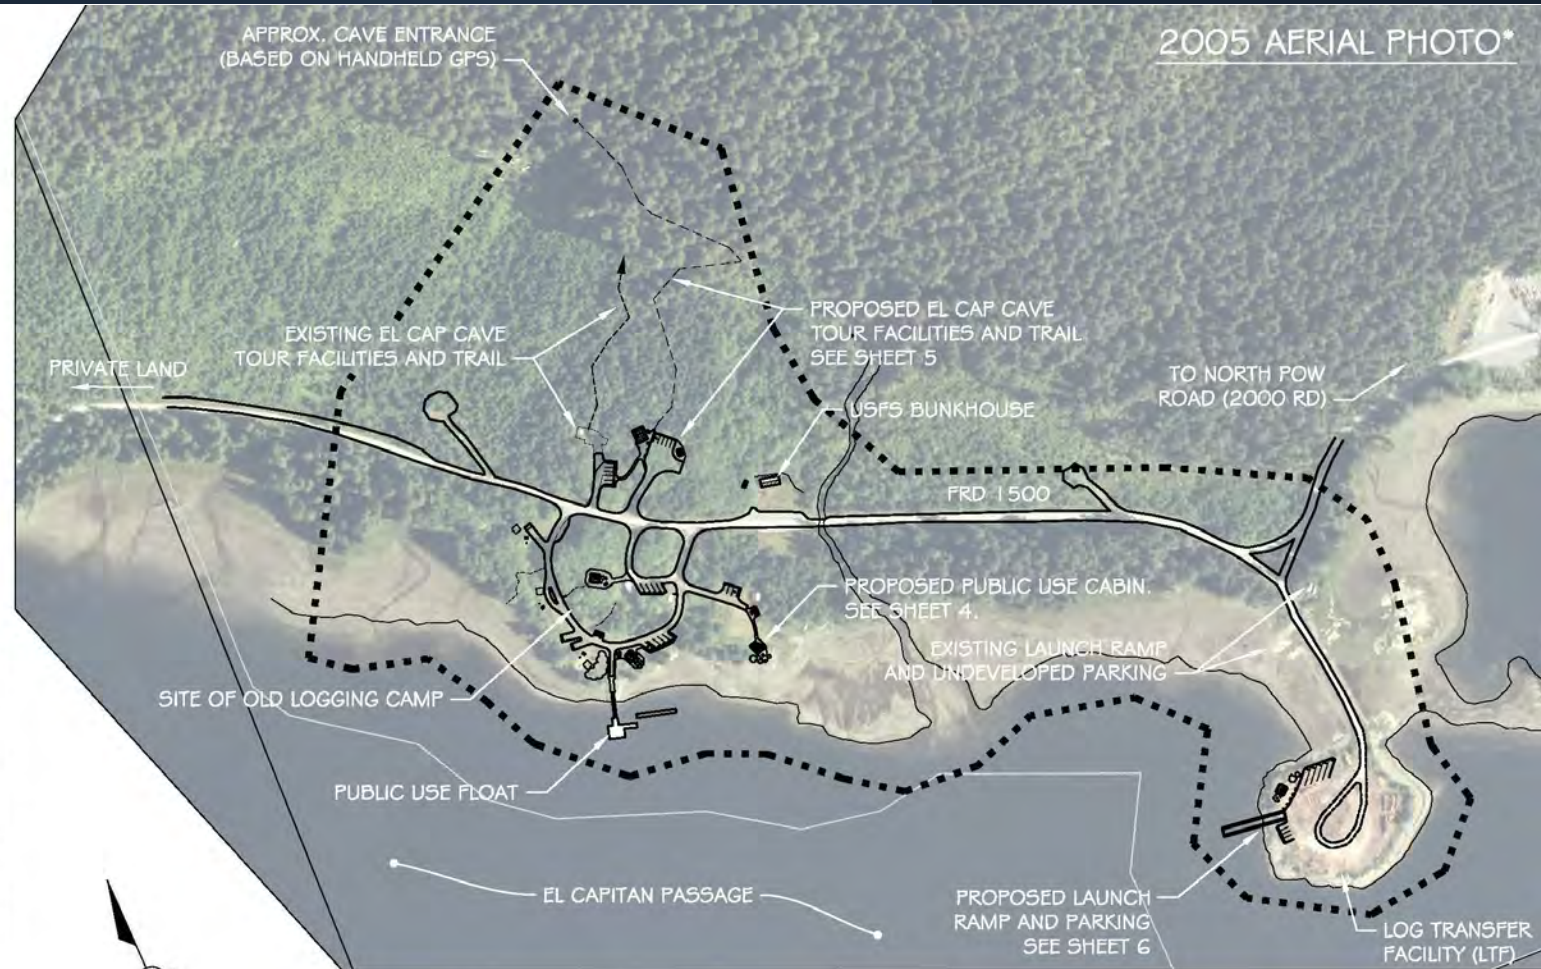 2005 AERIAL PHOTO*
APPROX. CAVE ENTRANCE
(BASED ON HANDHELD GPS)
EXISTING EL CAP CAVE
TOUR FACILITIES AND TRAIL
PROPOSED EL CAP CAVE
TOUR FACILITIES AND TRAIL
SEE SHEET 5
PRIVATE LAND
TO NORTH POW
ROAD (2000 RD)
USFS BUNKHOUSE
FRD 1500
PROPOSED PUBLIC USE CABIN.
SEE SHEET 4.
EXISTING LAUNCH RAMP
AND UNDEVELOPED PARKING
SITE OF OLD LOGGING CAMP
PUBLIC USE FLOAT
EL CAPITAN PASSAGE
PROPOSED LAUNCH
RAMP AND PARKING
SEE SHEET 6
LOG TRANSFER
FACILITY (LTF)